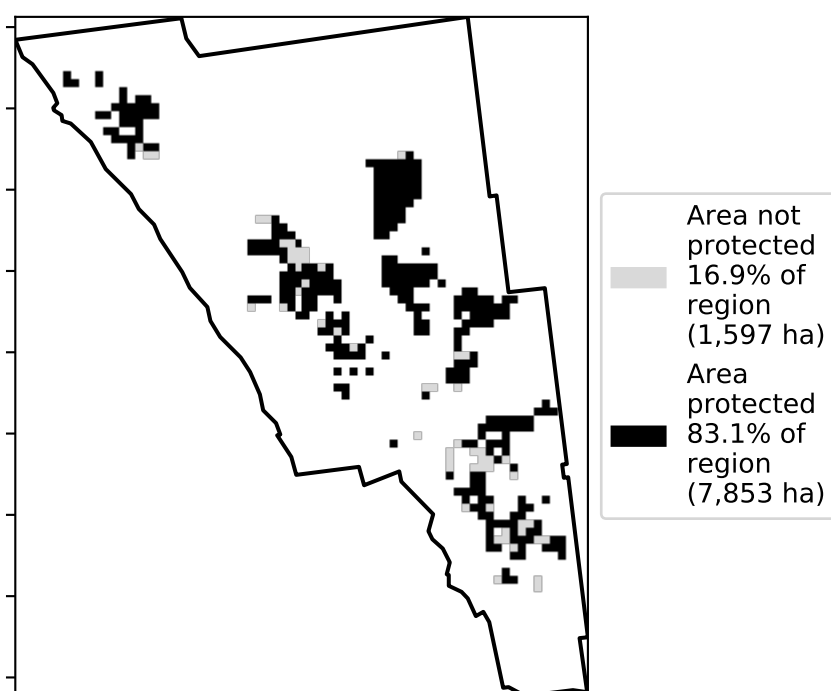 Area not
protected
16.9% of
region
(1,597 ha)
Area
protected
83.1% of
region
(7,853 ha)